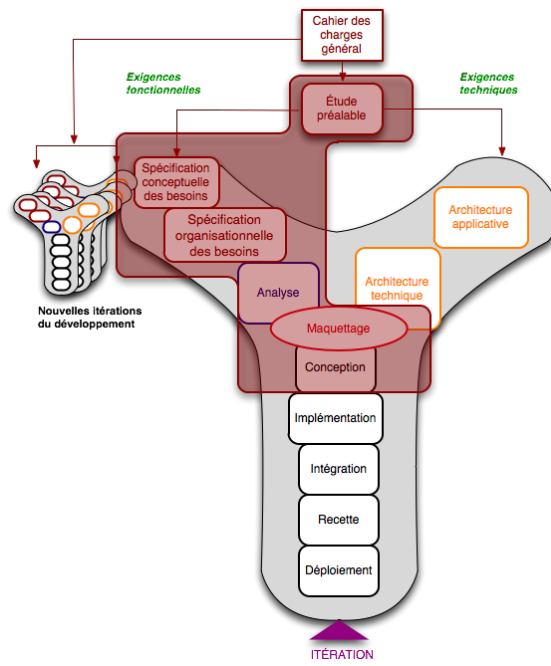 Cahier des
charges
général
Exigences
fonctionnelles
Exigences
techniques
Étude
préalable
Spécification
conceptuelle
des besoins
Spécification
organisationnelle
des besoins
Architecture
applicative
Analyse
Architecture
technique
Nouvelles itérations
du développement
Maquettage
Conception
Implémentation
Intégration
Recette
Déploiement
ITÉRATION